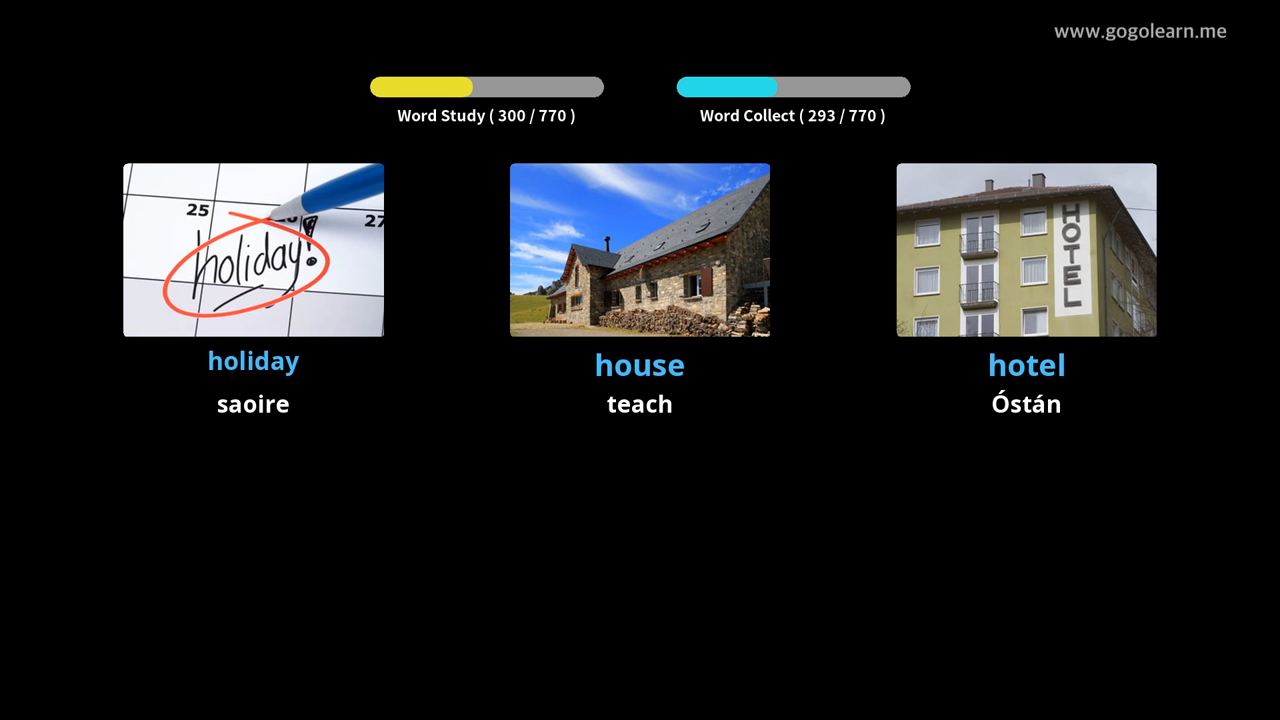 www.gogolearn.me
Word Study ( 300 / 770 )
Word Collect ( 293 / 770 )
25
27
holiday!
HOTEL
holiday
house
hotel
saoire
teach
Óstán